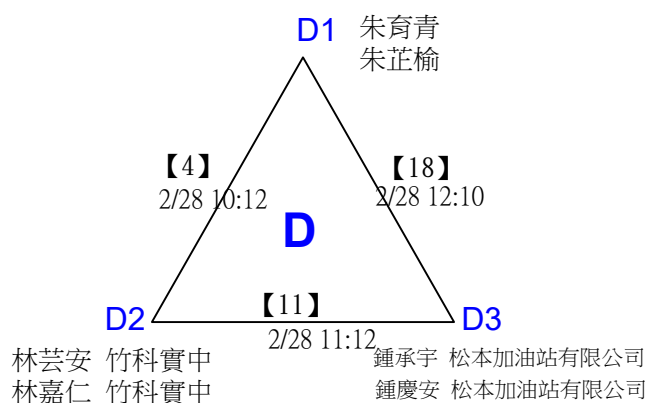 D1
朱育青
朱芷榆
【4】
2/28 10:12
【18】
2/28 12:10
D
【11】
2/28 11:12
D2
D3
林芸安 竹科實中
林嘉仁 竹科實中
鍾承宇 松本加油站有限公司
鍾慶安 松本加油站有限公司